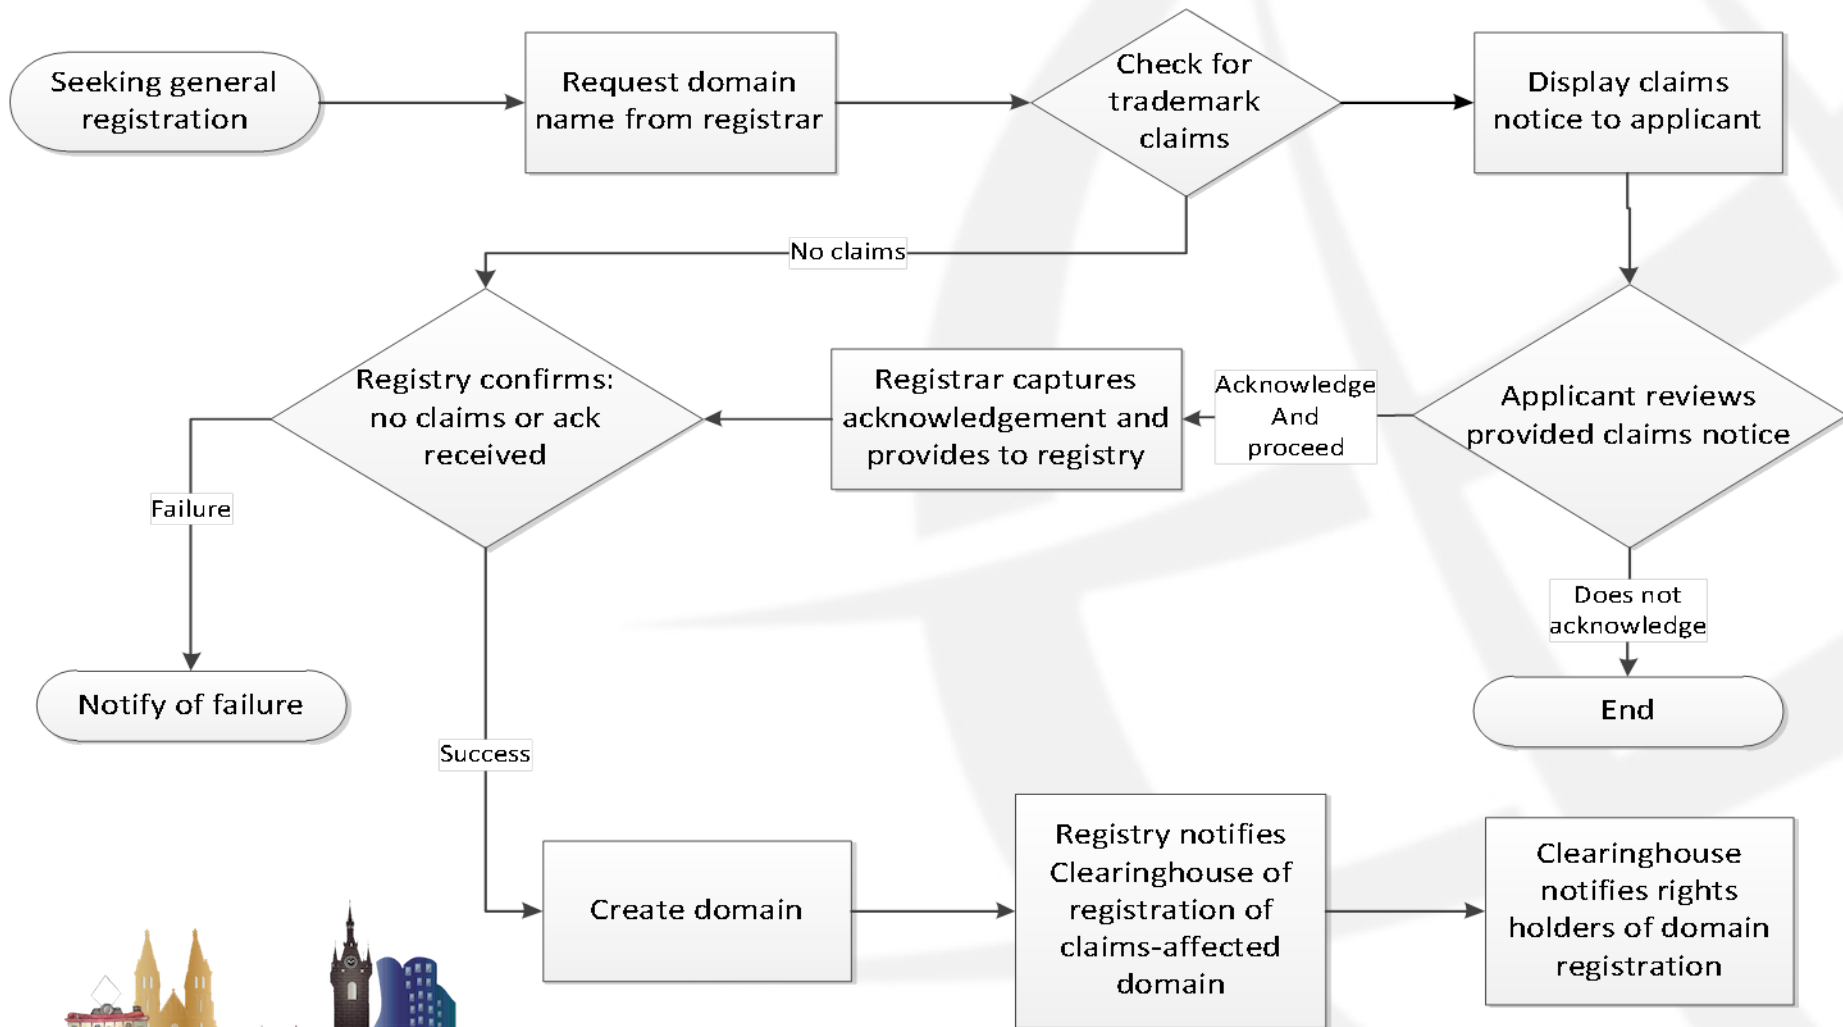 Seeking general
registration
Request domain
name from registrar
Check for
trademark
claims
Display claims
notice to applicant
No claims
Registry confirms:
no claims or ack
received
Registrar captures
acknowledgement and
provides to registry
Acknowledge
And
proceed
Applicant reviews
provided claims notice
Failure
Does not
acknowledge
Notify of failure
End
Success
Create domain
Registry notifies
Clearinghouse of
registration of
claims-affected
domain
Clearinghouse
notifies rights
holders of domain
registration